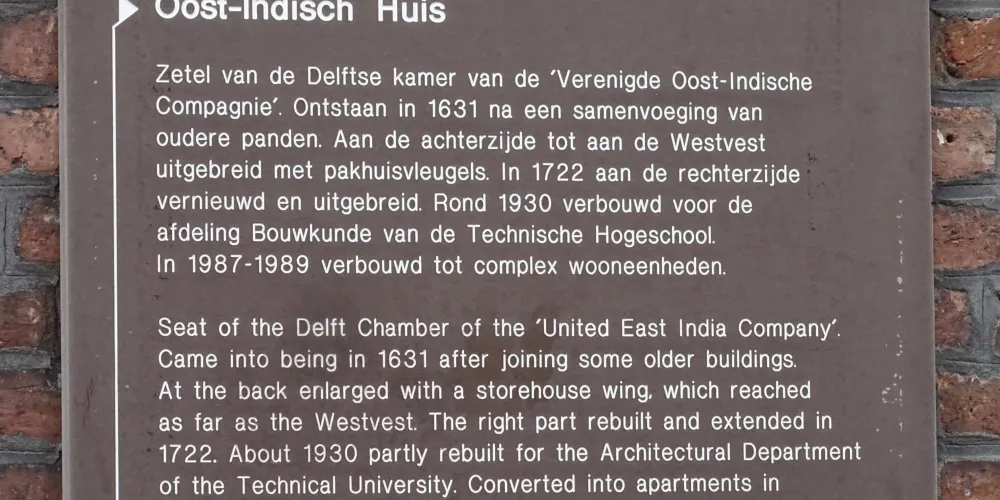 Oost-Indisch Huis
Zetel van de Delftse kamer van de ‘Verenigde Oost-Indische
Compagnie’. Ontstaan in 1631 na een samenvoeging van
oudere panden. Aan de achterzijde tot aan de Westvest
uitgebreid met pakhuisvleugels. In 1722 aan de rechterzijde
vernieuwd en uitgebreid. Rond 1930 verbouwd voor de
afdeling Bouwkunde van de Technische Hogeschool.
In 1987-1989 verbouwd tot complex wooneenheden.
Seat of the Delft Chamber of the ‘United East India Company’.
Came into being in 1631 after joining some older buildings.
At the back enlarged with a storehouse wing, which reached
as far as the Westvest. The right part rebuilt and extended in
1722. About 1930 partly rebuilt for the Architectural Department
of the Technical University. Converted into apartments in